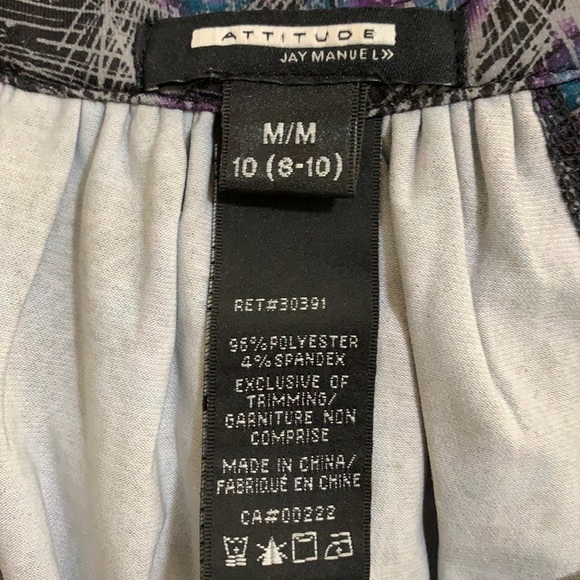 ATTITUDE
JAY MANUEL»
M/M
10 (8-10)
RET#30391
96%POLYESTER
4%SPANDEX
EXCLUSIVE OF
TRIMMING/
GARNITURE NON
COMPRISE
MADE IN CHINA/
FABRIQUÉ EN CHINE
CA#00222